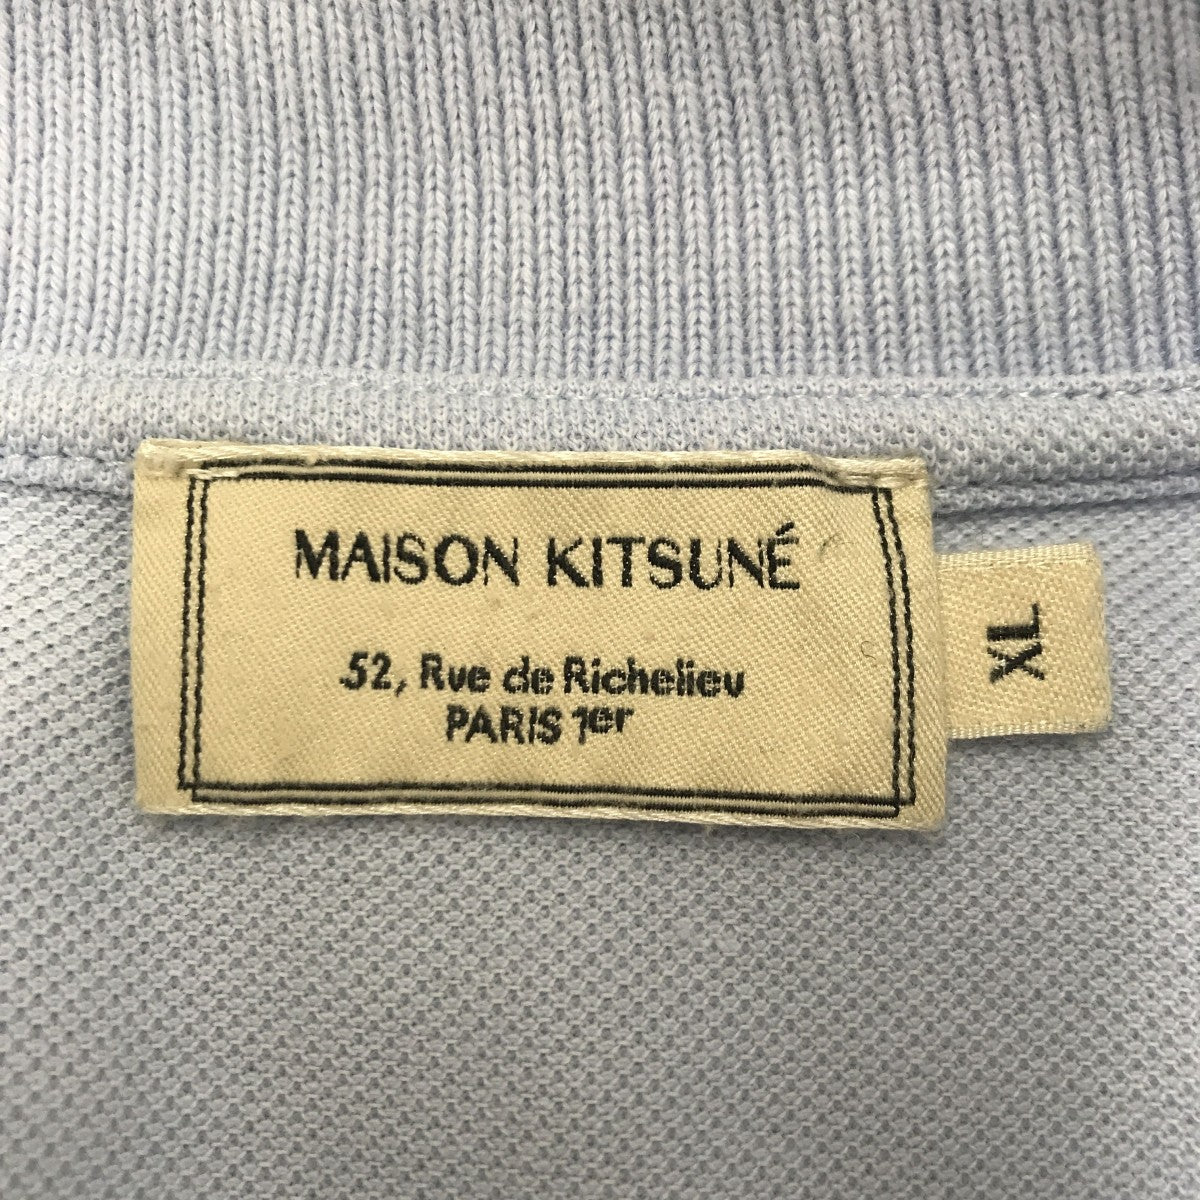 MAISON KITSUNÉ
52, Rue de Richelieu
PARIS 1er
XL